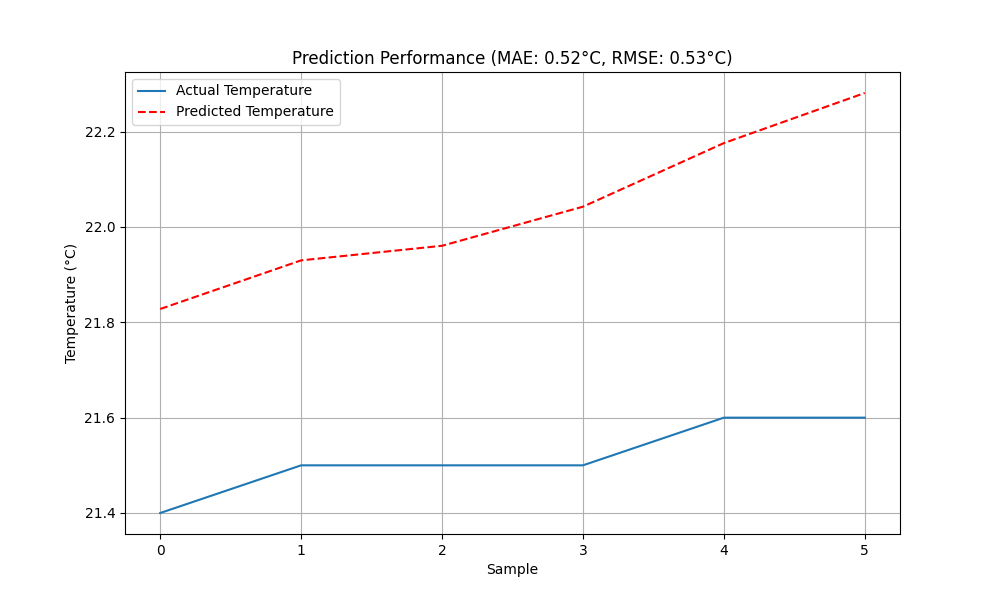 Prediction Performance (MAE: 0.52°C, RMSE: 0.53°C)
Actual Temperature
Predicted Temperature
22.2
22.0
21.8
21.6
21.4
Temperature (°C)
0 1 2 3 4 5
Sample